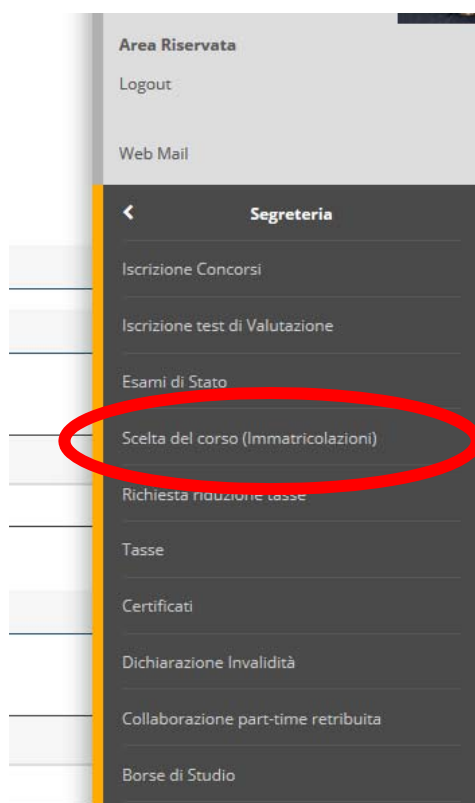 Area Riservata
Logout
Web Mail
Segreteria
Iscrizione Concorsi
Iscrizione test di Valutazione
Esami di Stato
Scelta del corso (Immatricolazioni)
Richiesta riduzione tasse
Tasse
Certificati
Dichiarazione Invalidità
Collaborazione part-time retribuita
Borse di Studio